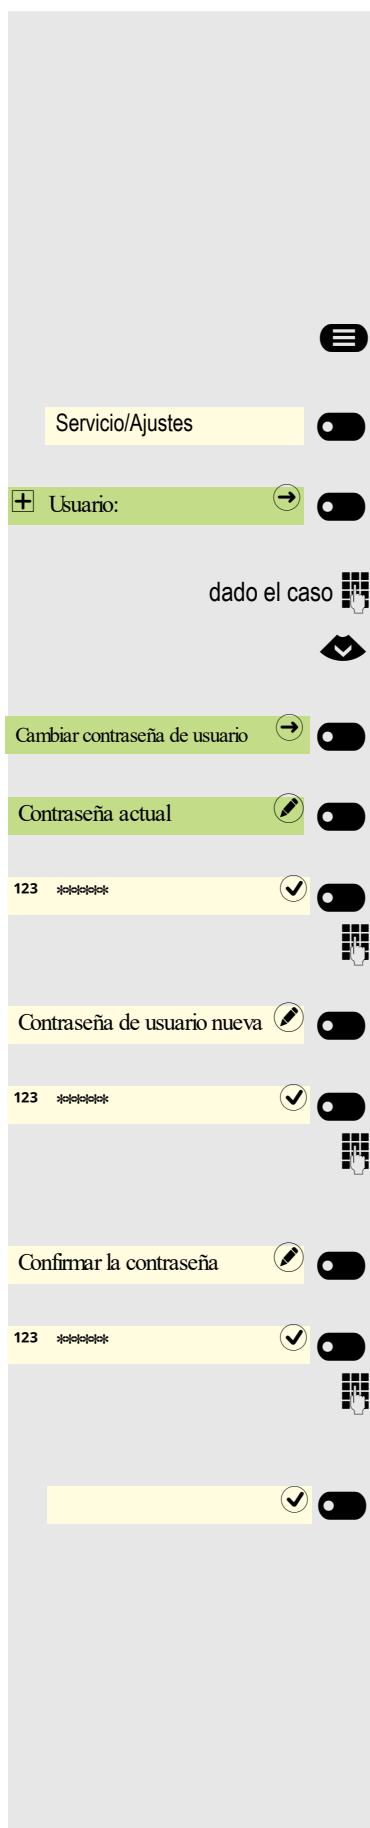 Servicio/Ajustes
Usuario:
dado el caso
Cambiar contraseña de usuario
Contraseña actual
123 ******
Contraseña de usuario nueva
123 ******
Confirmar la contraseña
123 ******